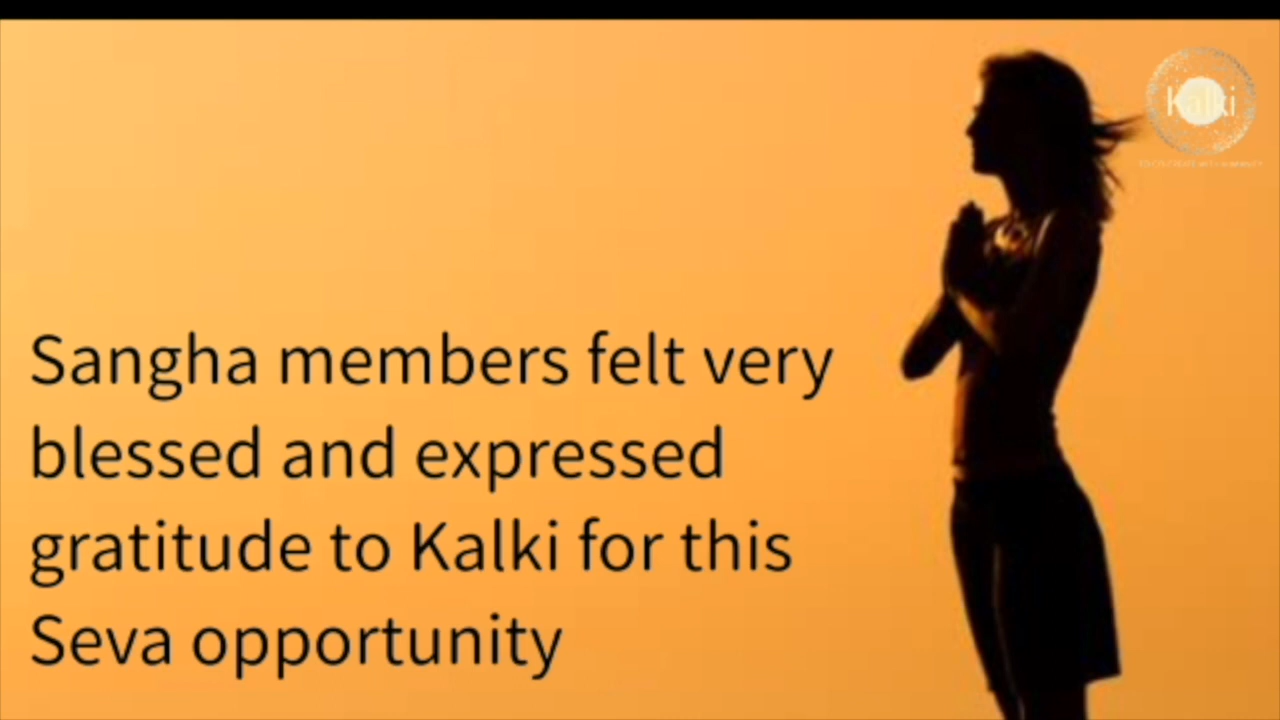 Kalki
Sangha members felt very
blessed and expressed
gratitude to Kalki for this
Seva opportunity